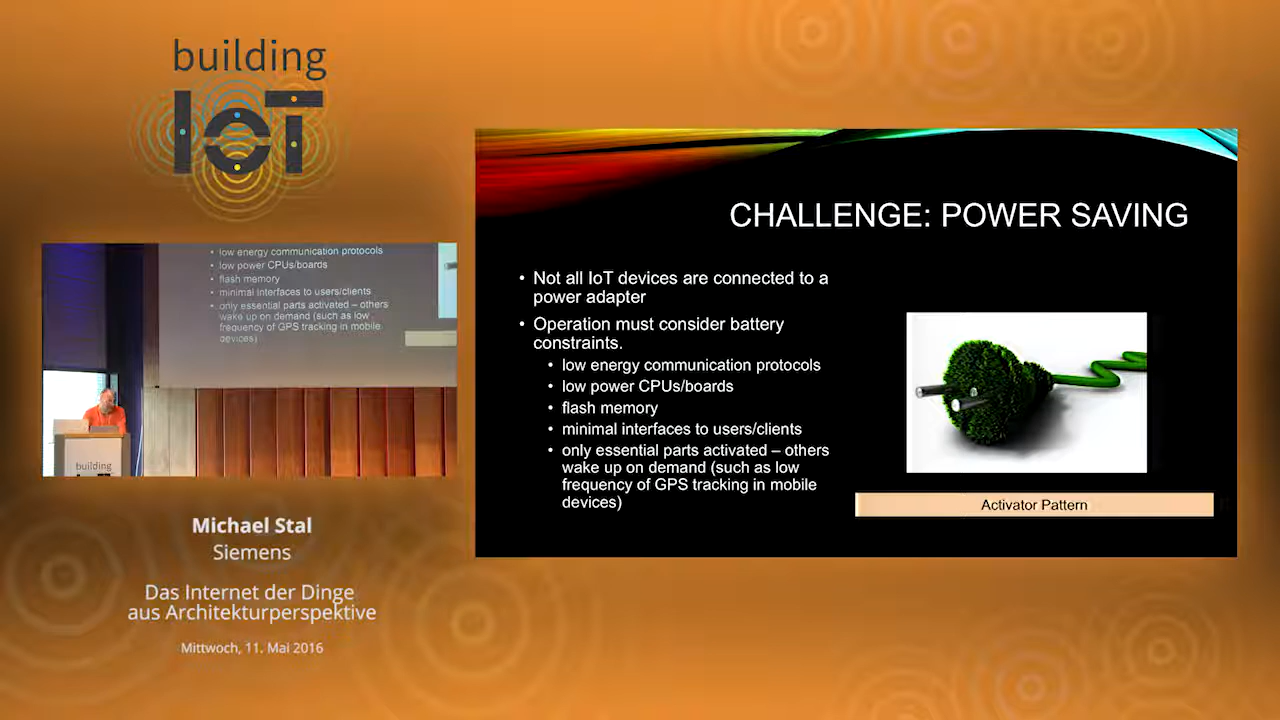 building
IoT
low energy communication protocols
low power CPUs/boards
flash memory
minimal interfaces to users/clients
only essential parts activated – others
wake up on demand (such as low
frequency of GPS tracking in mobile
devices)
building
Michael Stal
Siemens
Das Internet der Dinge
aus Architekturperspektive
Mittwoch, 11. Mai 2016
CHALLENGE: POWER SAVING
• Not all IoT devices are connected to a
power adapter
• Operation must consider battery
constraints.
• low energy communication protocols
• low power CPUs/boards
• flash memory
• minimal interfaces to users/clients
• only essential parts activated – others
wake up on demand (such as low
frequency of GPS tracking in mobile
devices)
Activator Pattern